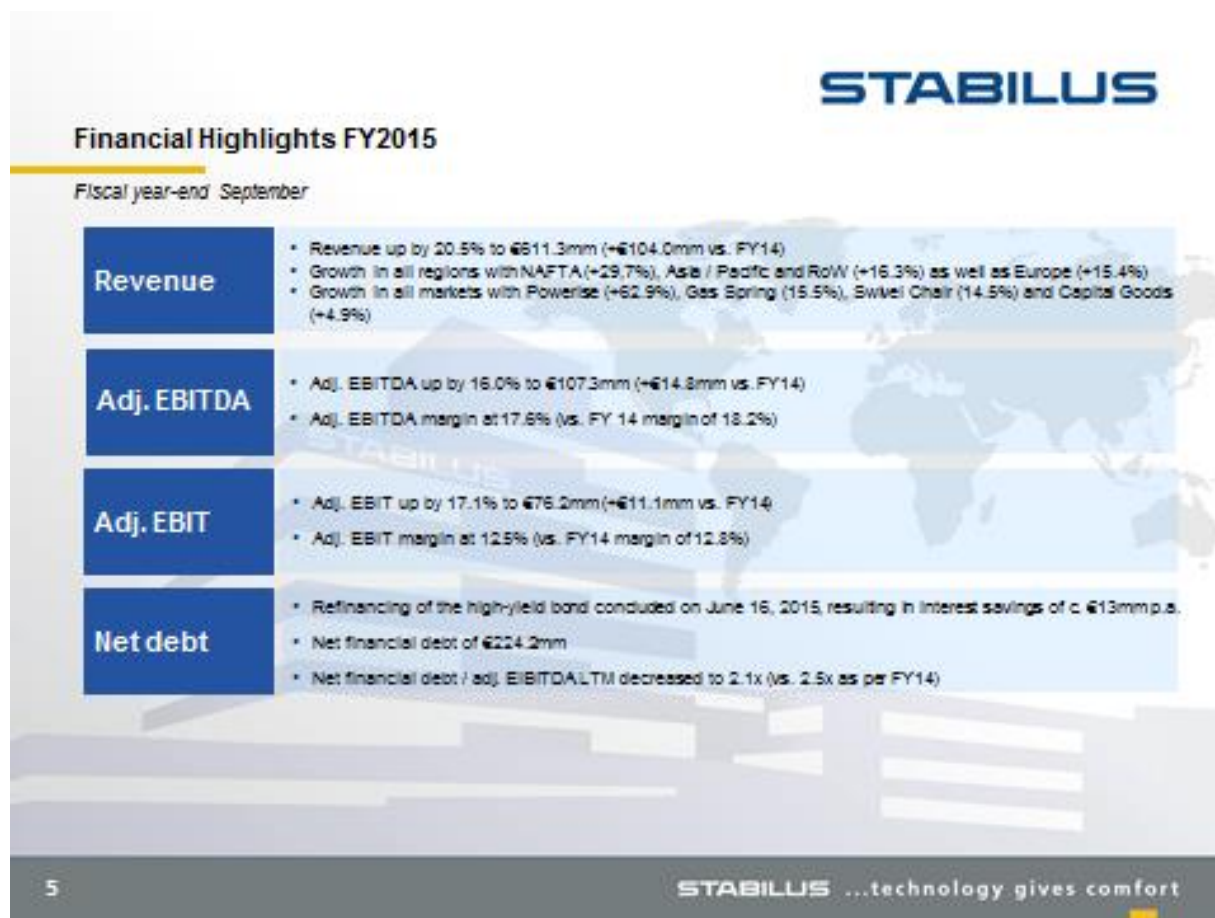 STABILUS
Financial Highlights FY2015
Fiscal year-end September
Revenue
• Revenue up by 20.5% to €611.3mm (+€104.0mm vs. FY14)
• Growth in all regions with NAFTA (+29.7%), Asia / Pacific and RoW (+16.3%) as well as Europe (+15.4%)
• Growth in all markets with Powerise (+62.9%), Gas Spring (15.5%), Swivel Chair (14.5%) and Capital Goods
(+4.9%)
Adj. EBITDA
• Adj. EBITDA up by 16.0% to €107.3mm (+€14.8mm vs. FY14)
• Adj. EBITDA margin at 17.6% (vs. FY 14 margin of 18.2%)
STABILUS
Adj. EBIT
• Adj. EBIT up by 17.1% to €76.2mm (+€11.1mm vs. FY14)
• Adj. EBIT margin at 12.5% (vs. FY14 margin of 12.8%)
Net debt
• Refinancing of the high-yield bond concluded on June 16, 2015, resulting in interest savings of c. €13mm p.a.
• Net financial debt of €224.2mm
• Net financial debt / adj. EIBITDA LTM decreased to 2.1x (vs. 2.5x as per FY14)
5
STABILUS ...technology gives comfort